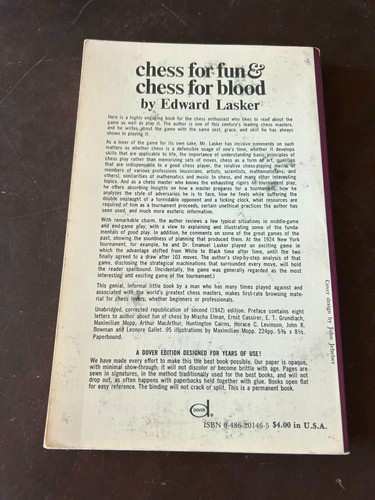 chess for fun &
chess for blood
by Edward Lasker
Here is a highly engaging book for the chess enthusiast who likes to read about the
game as well as play it. The author is one of this century's leading chess masters,
and he writes about the game with the same zest, grace, and skill he has always
shown in playing it.
As a lover of the game for its own sake, Mr. Lasker has incisive comments on such
matters as whether chess is a defensible usage of one's time, whether it develops
skills that are applicable to life, the importance of understanding basic principles of
chess play rather than memorizing sets of moves, chess as a form of art, qualities
that are indispensable to a good chess player, the relative chess-playing merits of
members of various professions (musicians, artists, scientists, mathematicians, and
others), similarities of mathematics and music to chess, and many other interesting
topics. And as a chess master who knows the exhausting rigors of tournament play,
he offers absorbing insights on how a master prepares for a tournament, how he
analyzes the style of adversaries he is to face, how he feels while suffering the
double onslaught of a formidable opponent and a ticking clock, what resources are
required of him as a tournament proceeds, certain unethical practices the author has
seen used, and much more esoteric information.
With remarkable charm, the author reviews a few typical situations in middle-game
and end-game play, with a view to explaining and illustrating some of the funda-
mentals of good play. In addition, he comments on some of the great games of the
past, showing the soundness of planning that produced them. At the 1924 New York
tournament, for example, he and Dr. Emanuel Lasker played an exciting game in
which the advantage shifted from White to Black time after time, until the two
finally agreed to a draw after 103 moves. The author's step-by-step analysis of that
game, disclosing the strategical machinations that surrounded every move, will hold
the reader spellbound. (Incidentally, the game was generally regarded as the most
interesting and exciting game of the tournament.)
This genial, informal little book by a man who has many times played against and
associated with the world's greatest chess masters, makes first-rate browsing mate-
rial for chess lovers, whether beginners or professionals.
Unabridged, corrected republication of second (1942) edition. Preface contains eight
letters to author about fun of chess by Mischa Elman, Ernst Cassirer, E. T. Grundlach,
Maximilian Mopp, Arthur MacArthur, Huntington Cairns, Horace C. Levinson, John R.
Bowman and Leonore Gallet. 95 illustrations by Maximilian Mopp. 224pp. 5⅜ x 8½.
Paperbound.
A DOVER EDITION DESIGNED FOR YEARS OF USE!
We have made every effort to make this the best book possible. Our paper is opaque,
with minimal show-through; it will not discolor or become brittle with age. Pages are
sewn in signatures, in the method traditionally used for the best books, and will not
drop out, as often happens with paperbacks held together with glue. Books open flat
for easy reference. The binding will not crack or split. This is a permanent book.
DOVER
ISBN 0-486-20146-5 $4.00 in U.S.A.